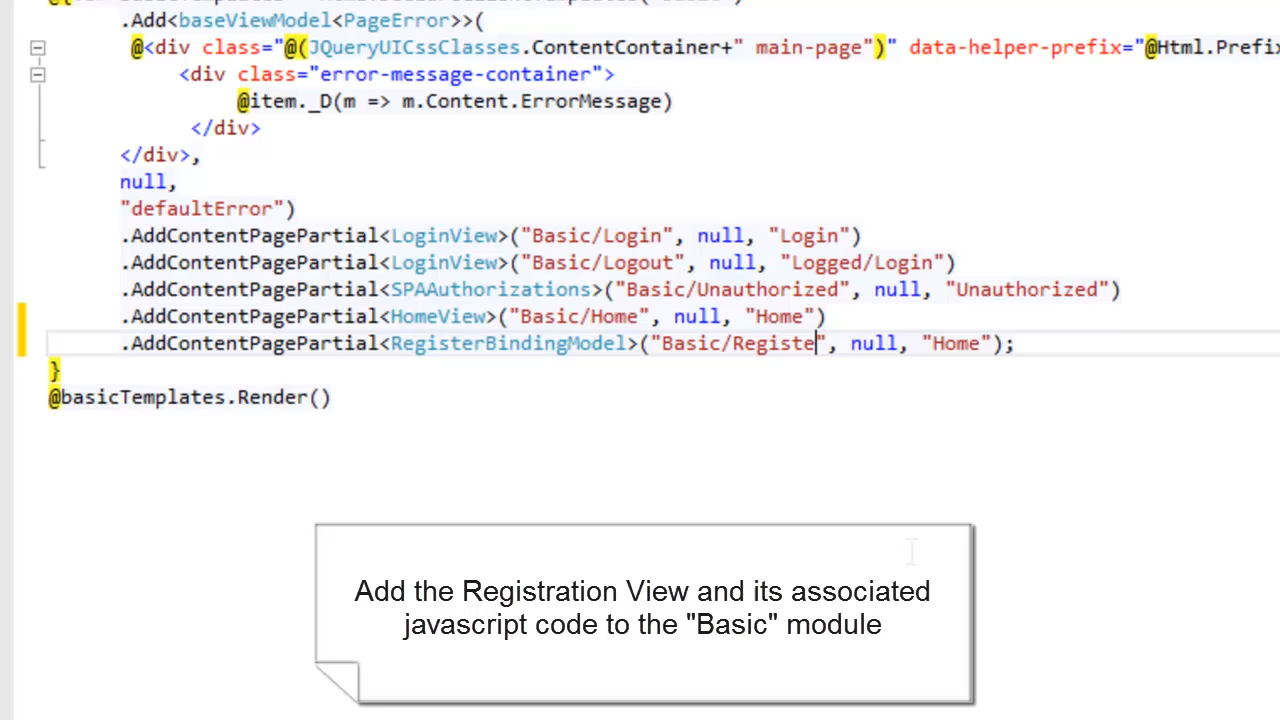 .Add<baseViewModel<PageError>>(
@<div class="@(JQueryUICssClasses.ContentContainer+" main-page")" data-helper-prefix="@Html.Prefix
<div class="error-message-container">
@item._D(m => m.Content.ErrorMessage)
</div>
</div>,
null,
"defaultError")
.AddContentPagePartial<LoginView>("Basic/Login", null, "Login")
.AddContentPagePartial<LoginView>("Basic/Logout", null, "Logged/Login")
.AddContentPagePartial<SPAAuthorizations>("Basic/Unauthorized", null, "Unauthorized")
.AddContentPagePartial<HomeView>("Basic/Home", null, "Home")
.AddContentPagePartial<RegisterBindingModel>("Basic/Registe", null, "Home");
}
@basicTemplates.Render()
Add the Registration View and its associated
javascript code to the "Basic" module